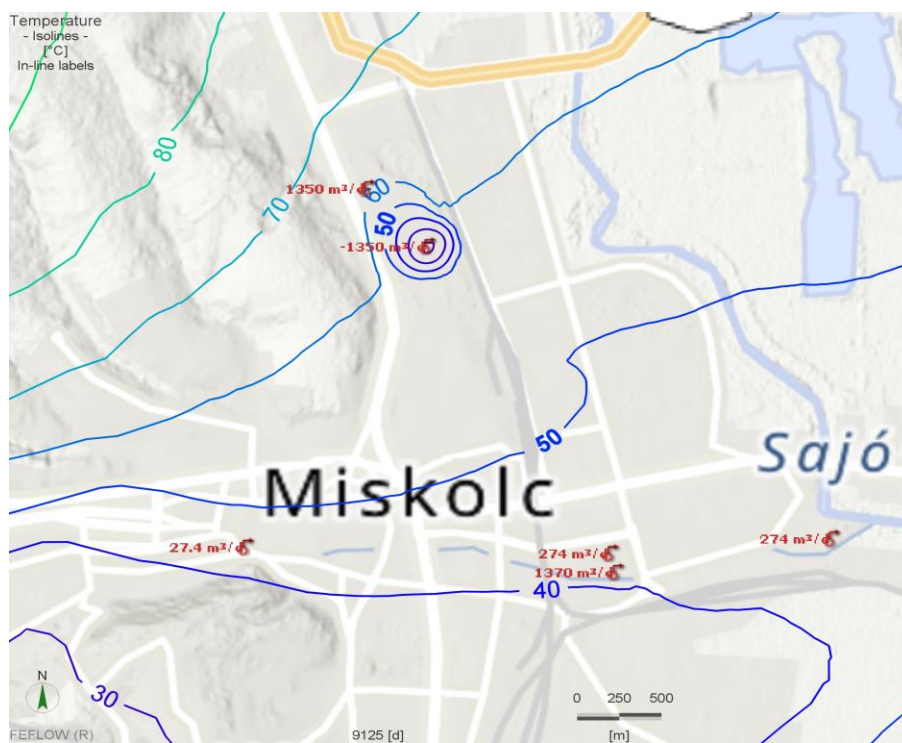 Temperature
- Isolines -
[°C]
In-line labels
80
70
1350 m³/d
60
50
-1350 m³/d
50
Sajó
Miskolc
27.4 m³/d
274 m³/d
274 m³/d
1370 m³/d
40
30
N
0 250 500
[m]
FEFLOW (R)
9125 [d]